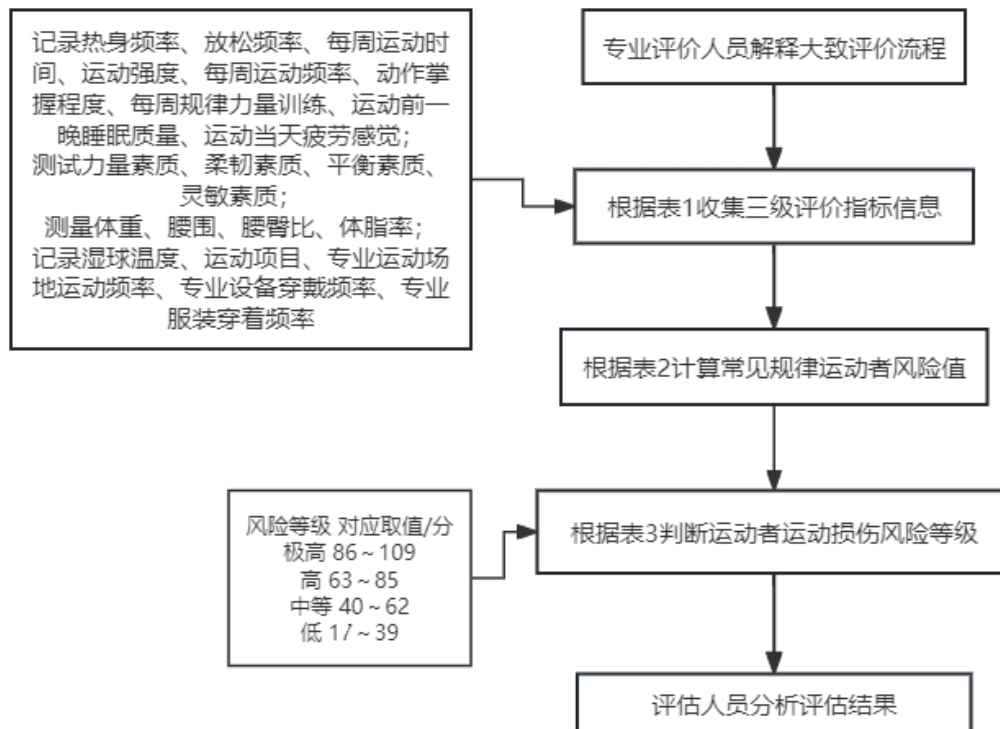 记录热身频率、放松频率、每周运动时
间、运动强度、每周运动频率、动作掌
握程度、每周规律力量训练、运动前一
晚睡眠质量、运动当天疲劳感觉；
测试力量素质、柔韧素质、平衡素质、
灵敏素质；
测量体重、腰围、腰臀比、体脂率；
记录湿球温度、运动项目、专业运动场
地运动频率、专业设备穿戴频率、专业
服装穿着频率
专业评价人员解释大致评价流程
根据表1收集三级评价指标信息
根据表2计算常见规律运动者风险值
风险等级 对应取值/分
极高 86～109
高 63～85
中等 40～62
低 17～39
根据表3判断运动者运动损伤风险等级
评估人员分析评估结果